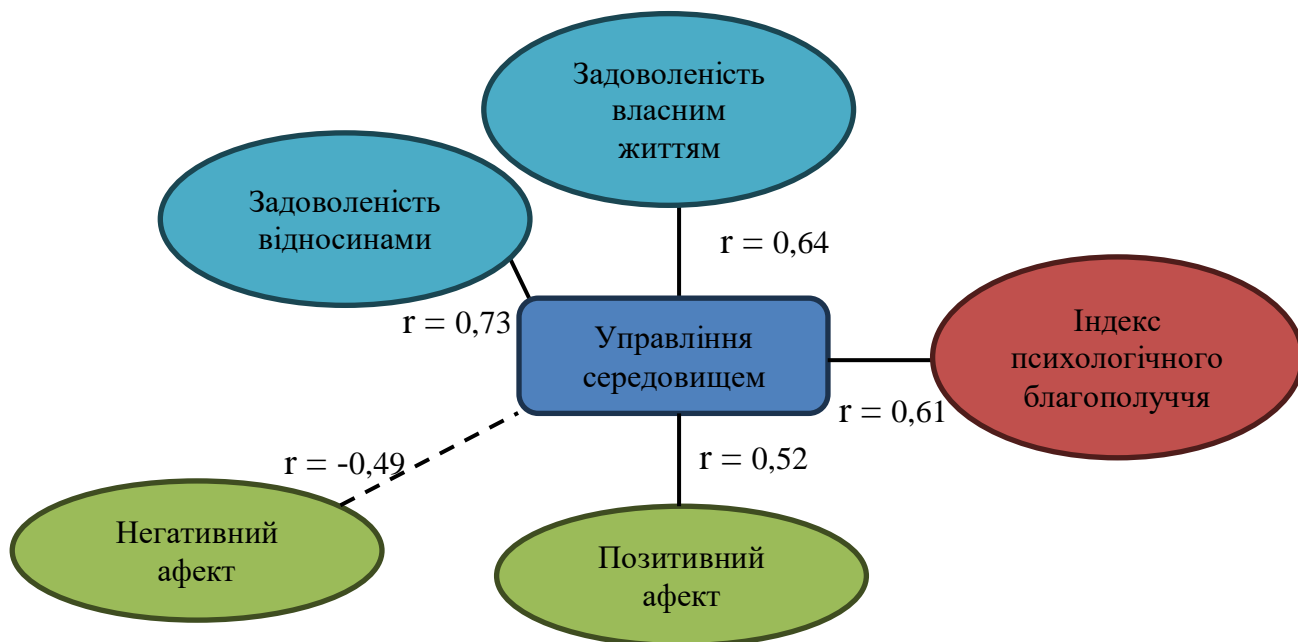 Задоволеність
власним
життям
Задоволеність
відносинами
r = 0,64
r = 0,73
Управління
середовищем
Індекс
психологічного
благополуччя
r = 0,61
r = -0,49
r = 0,52
Негативний
афект
Позитивний
афект